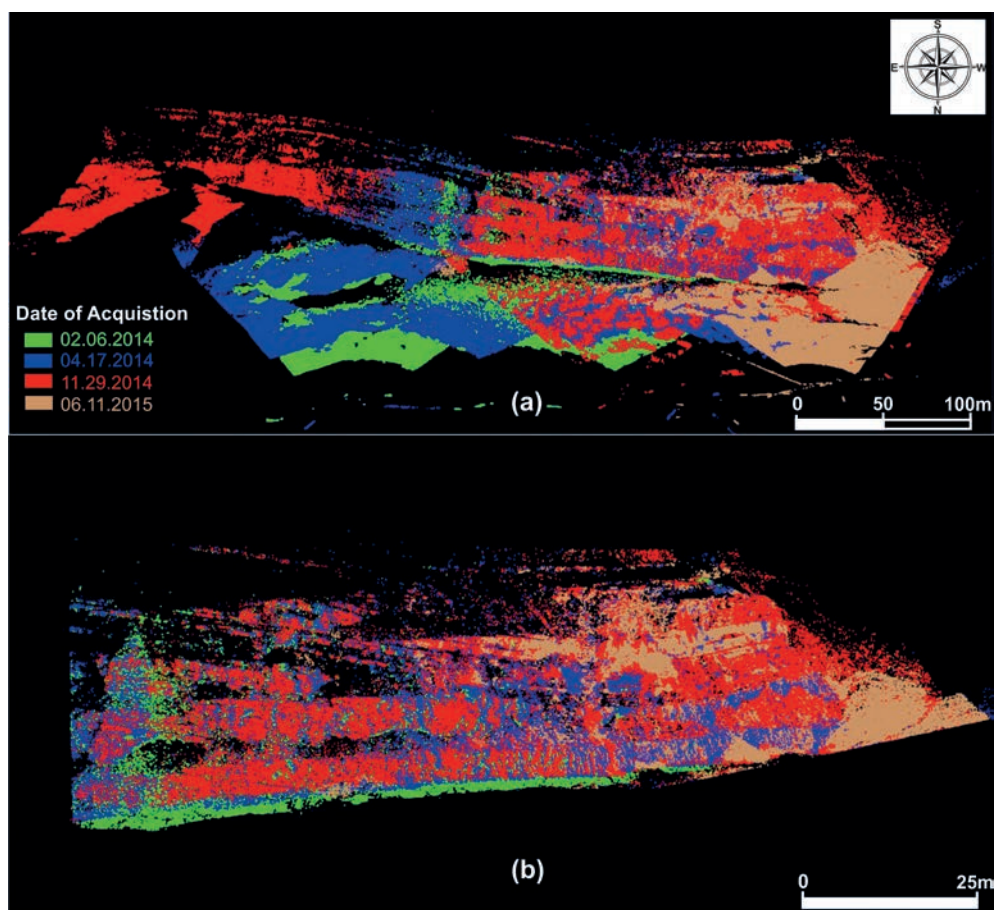 S
E W
N
Date of Acquistion
02.06.2014
04.17.2014
11.29.2014
06.11.2015
(a)
0 50 100m
(b)
0 25m